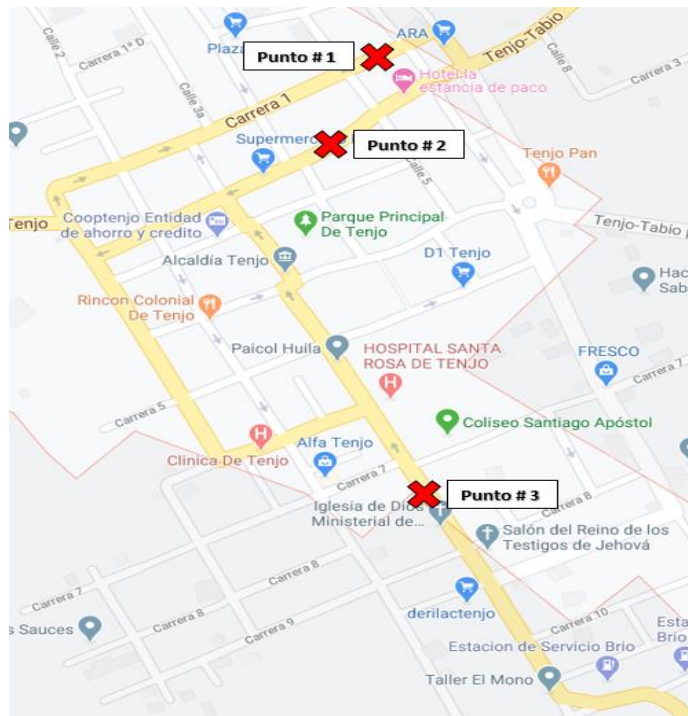 ARA
Plaza
Punto # 1
Tenjo-Tabio
Calle 2
Carrera 1ª D
Calle 3a
Hotel la
estancia de paco
Calle 8
Carrera 3
Carrera 1
Supermercados
Punto # 2
Tenjo Pan
Calle 5
Tenjo
Cooptenjo Entidad
de ahorro y credito
Parque Principal
De Tenjo
Tenjo-Tabio
Alcaldía Tenjo
D1 Tenjo
Hac
Saba
Rincon Colonial
De Tenjo
Paicol Huila
HOSPITAL SANTA
ROSA DE TENJO
FRESCO
Carrera 7
Carrera 5
Coliseo Santiago Apóstol
Clinica De Tenjo
Alfa Tenjo
Carrera 7
Punto # 3
Carrera 8
Iglesia de Dios
Ministerial de...
Salón del Reino de los
Testigos de Jehová
Carrera 7
Carrera 8
derilactenjo
Carrera 10
s Sauces
Carrera 9
Estacion de Servicio Brio
Esta
Brio
Taller El Mono